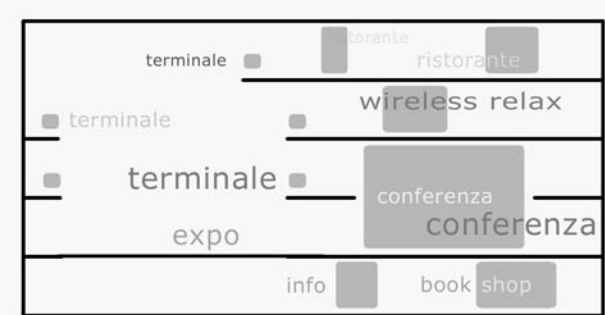 ristorante
terminale ristorante
wireless relax
terminale
terminale
conferenza
conferenza
expo
info book shop